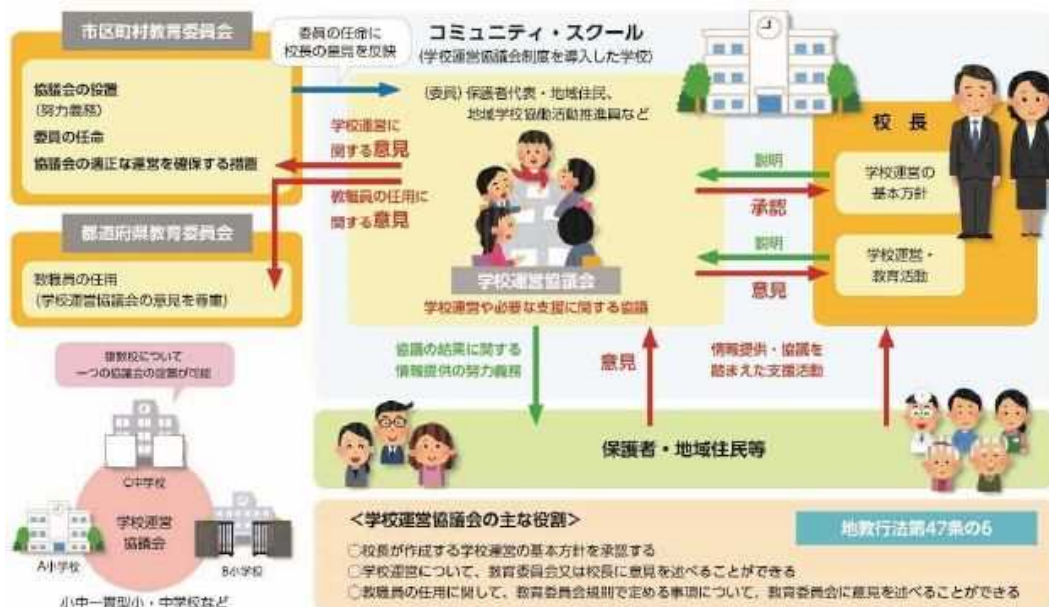 市区町村教育委員会
協議会の設置
(努力義務)
委員の任命
協議会の適正な運営を確保する措置
都道府県教育委員会
教職員の任用
(学校運営協議会の意見を尊重)
委員の任命に
校長の意見を反映
コミュニティ・スクール
(学校運営協議会制度を導入した学校)
(委員) 保護者代表・地域住民、
地域学校協働活動推進員など
学校運営に
関する意見
教職員の任用に
関する意見
学校運営協議会
学校運営や必要な支援に関する協議
説明
承認
説明
意見
校長
学校運営の
基本方針
学校運営・
教育活動
協議の結果に関する
情報提供の努力義務
意見
情報提供・協議を
踏まえた支援活動
保護者・地域住民等
複数校について
一つの協議会の設置が可能
C中学校
学校運営
協議会
A小学校
B小学校
小中一貫型小・中学校など
<学校運営協議会の主な役割>
地教行法第47条の6
○校長が作成する学校運営の基本方針を承認する
○学校運営について、教育委員会又は校長に意見を述べることができる
○教職員の任用に関して、教育委員会規則で定める事項について、教育委員会に意見を述べることができる